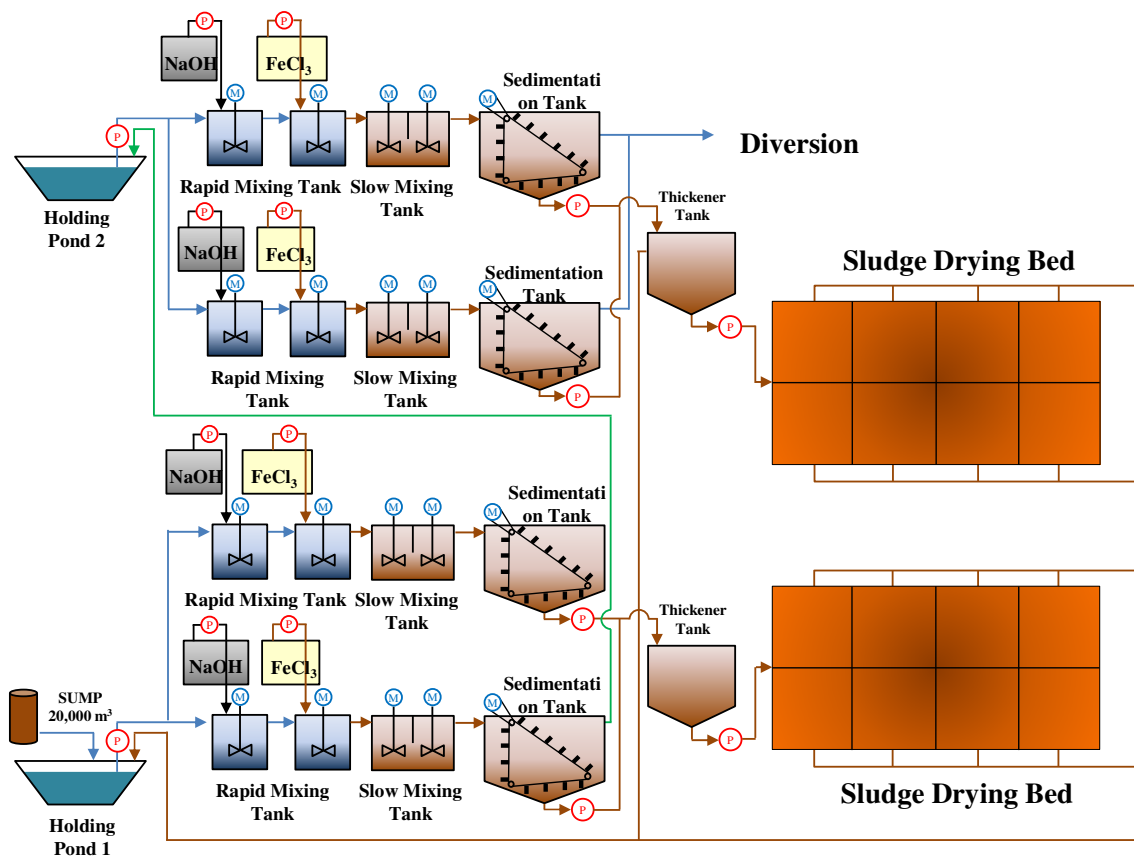 P
P
NaOH
FeCl3
M
M
M
M
M
Sedimentati
on Tank
P
Diversion
Rapid Mixing Tank
Slow Mixing
Tank
Holding
Pond 2
P
Thickener
Tank
P
P
NaOH
FeCl3
M
M
M
M
M
Sedimentation
Tank
Sludge Drying Bed
P
Rapid Mixing
Tank
Slow Mixing
Tank
P
P
P
NaOH
FeCl3
M
M
M
M
M
Sedimentati
on Tank
Rapid Mixing Tank
Slow Mixing
Tank
P
Thickener
Tank
P
P
NaOH
FeCl3
M
M
M
M
M
Sedimentati
on Tank
SUMP
20,000 m³
P
P
Rapid Mixing
Tank
Slow Mixing
Tank
P
Sludge Drying Bed
Holding
Pond 1